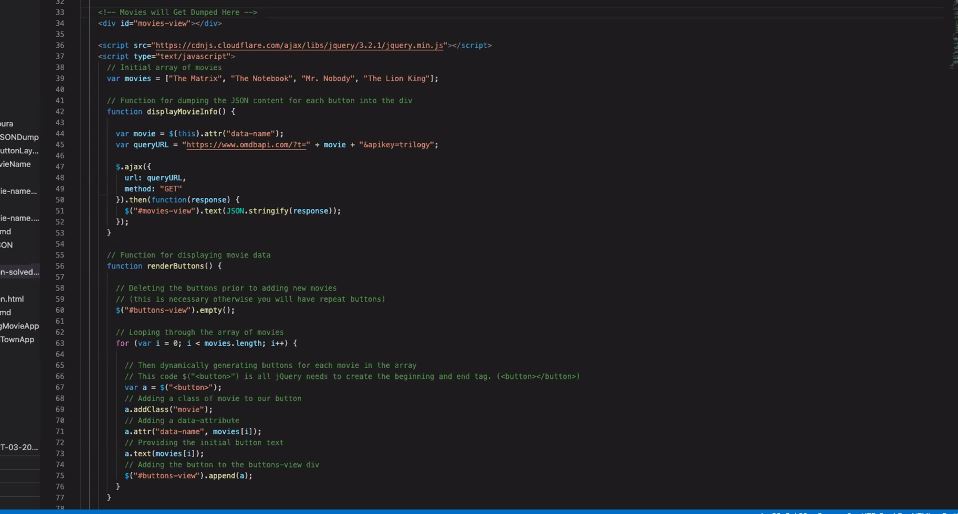 32
33 <!-- Movies will Get Dumped Here -->
34 <div id="movies-view"></div>
35
36 <script src="https://cdnjs.cloudflare.com/ajax/libs/jquery/3.2.1/jquery.min.js"></script>
37 <script type="text/javascript">
38 // Initial array of movies
39 var movies = ["The Matrix", "The Notebook", "Mr. Nobody", "The Lion King"];
40
41 // Function for dumping the JSON content for each button into the div
42 function displayMovieInfo() {
43
44 var movie = $(this).attr("data-name");
45 var queryURL = "https://www.omdbapi.com/?t=" + movie + "&apikey=trilogy";
46
47 $.ajax({
48 url: queryURL,
49 method: "GET"
50 }).then(function(response) {
51 $("#movies-view").text(JSON.stringify(response));
52 });
53 }
54
55 // Function for displaying movie data
56 function renderButtons() {
57
58 // Deleting the buttons prior to adding new movies
59 // (this is necessary otherwise you will have repeat buttons)
60 $("#buttons-view").empty();
61
62 // Looping through the array of movies
63 for (var i = 0; i < movies.length; i++) {
64
65 // Then dynamically generating buttons for each movie in the array
66 // This code $("<button>") is all jQuery needs to create the beginning and end tag. (<button></button>)
67 var a = $("<button>");
68 // Adding a class of movie to our button
69 a.addClass("movie");
70 // Adding a data-attribute
71 a.attr("data-name", movies[i]);
72 // Providing the initial button text
73 a.text(movies[i]);
74 // Adding the button to the buttons-view div
75 $("#buttons-view").append(a);
76 }
77 }
78
oura
SONDump
uttonLay...
vieName
ie-name...
ie-name....
md
SON
n-solved...
n.html
md
gMovieApp
TownApp
T-03-20...